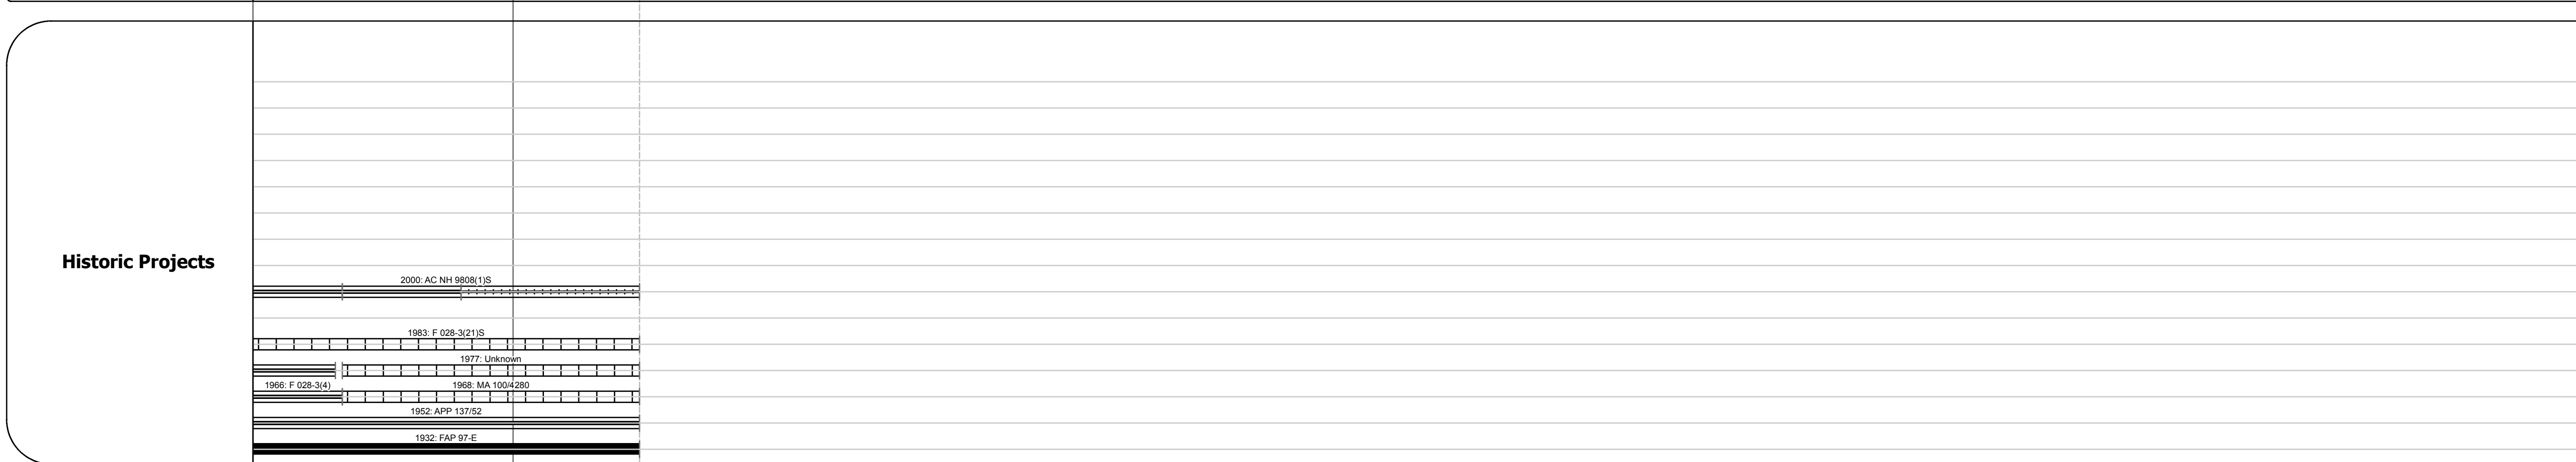 Historic Projects
2000: AC NH 9808(1)S
1983: F 028-3(21)S
1977: Unknown
1966: F 028-3(4)
1968: MA 100/4280
1952: APP 137/52
1932: FAP 97-E